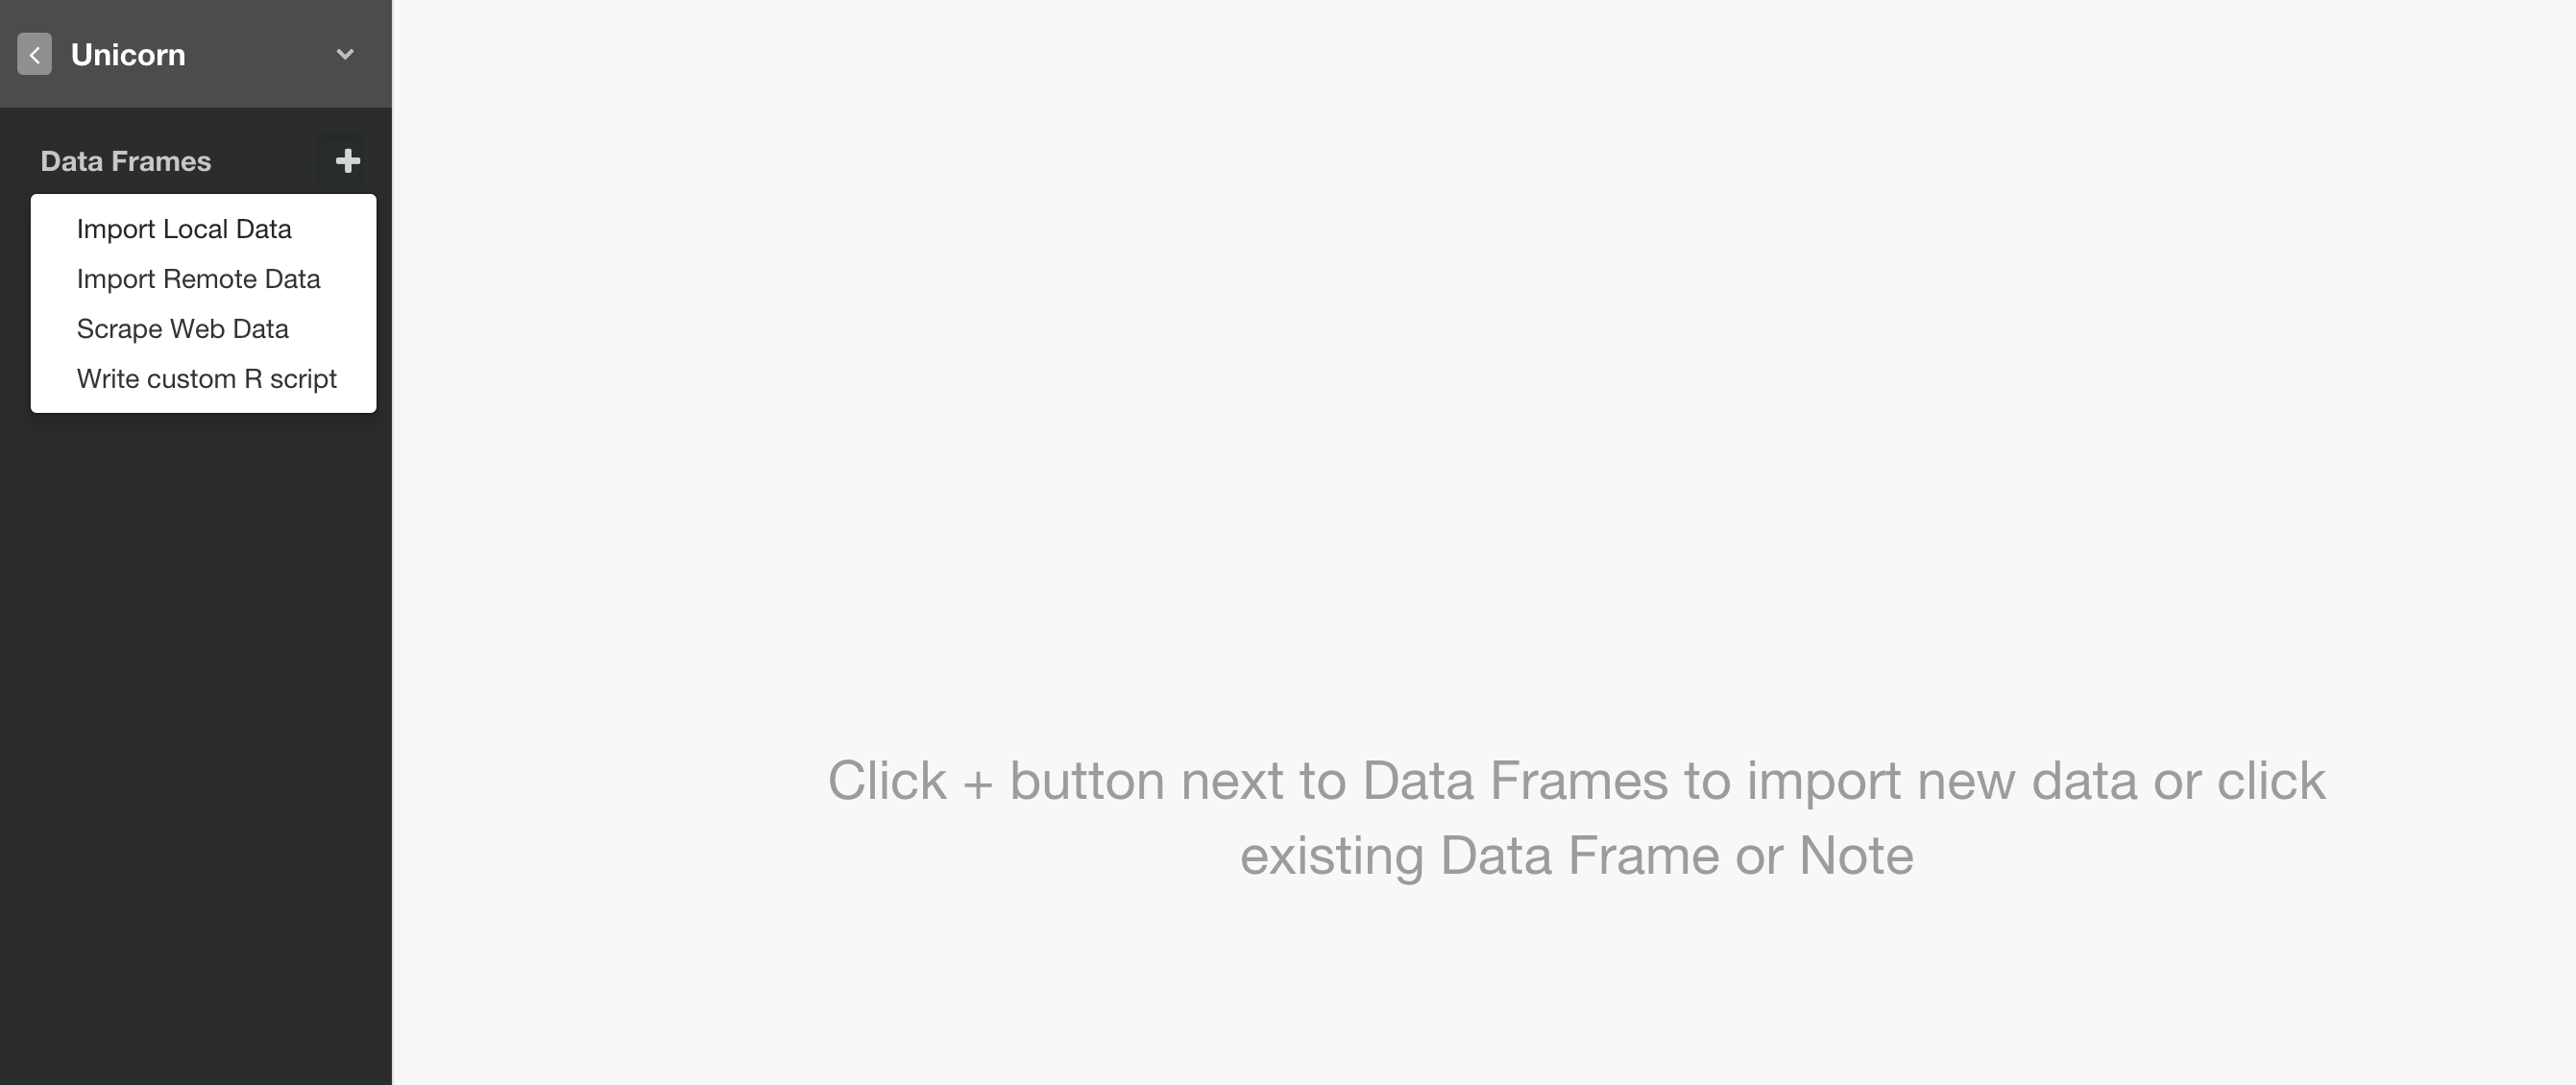 Unicorn
Data Frames
Import Local Data
Import Remote Data
Scrape Web Data
Write custom R script
Click + button next to Data Frames to import new data or click
existing Data Frame or Note